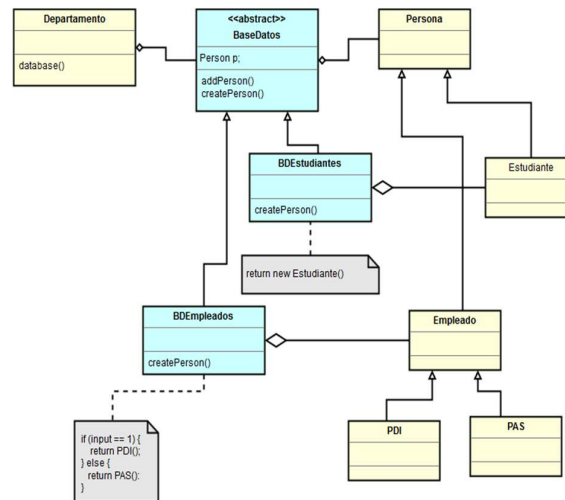 Departamento
database()
<<abstract>>
BaseDatos
Person p;
addPerson()
createPerson()
Persona
BDEstudiantes
createPerson()
Estudiante
return new Estudiante()
BDEmpleados
createPerson()
Empleado
if (input == 1) {
return PDI();
} else {
return PAS():
}
PDI
PAS